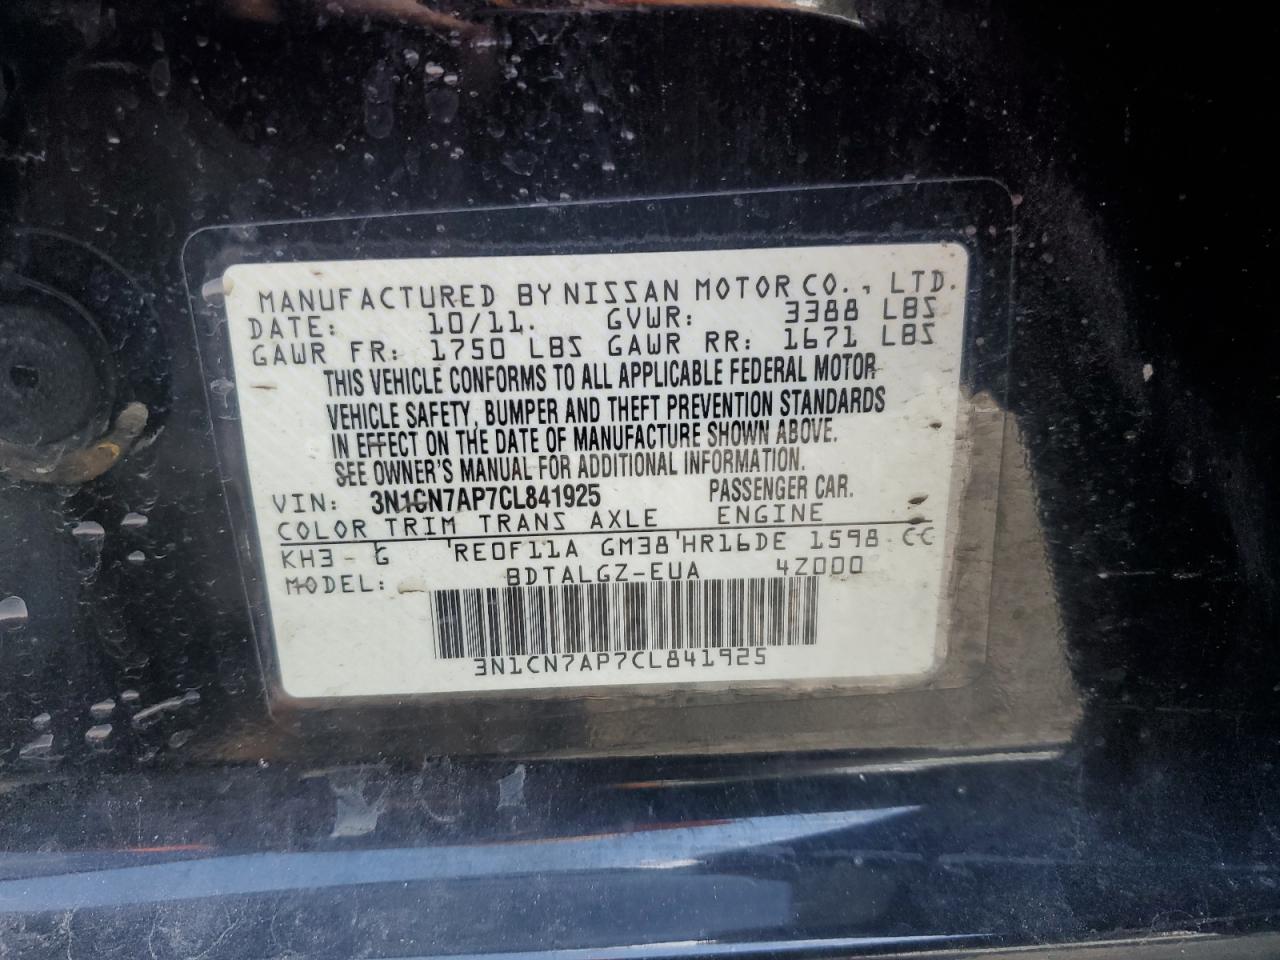 MANUFACTURED BY NISSAN MOTOR CO., LTD.
DATE: 10/11. GVWR: 3388 LBS
GAWR FR: 1750 LBS GAWR RR: 1671 LBS
THIS VEHICLE CONFORMS TO ALL APPLICABLE FEDERAL MOTOR
VEHICLE SAFETY, BUMPER AND THEFT PREVENTION STANDARDS
IN EFFECT ON THE DATE OF MANUFACTURE SHOWN ABOVE.
SEE OWNER'S MANUAL FOR ADDITIONAL INFORMATION.
VIN: 3N1CN7AP7CL841925 PASSENGER CAR.
COLOR TRIM TRANS AXLE ENGINE
KH3 - G RE0F11A GM38 HR16DE 1598 CC
MODEL: BDTALGZ-EUA 4Z000
3N1CN7AP7CL841925